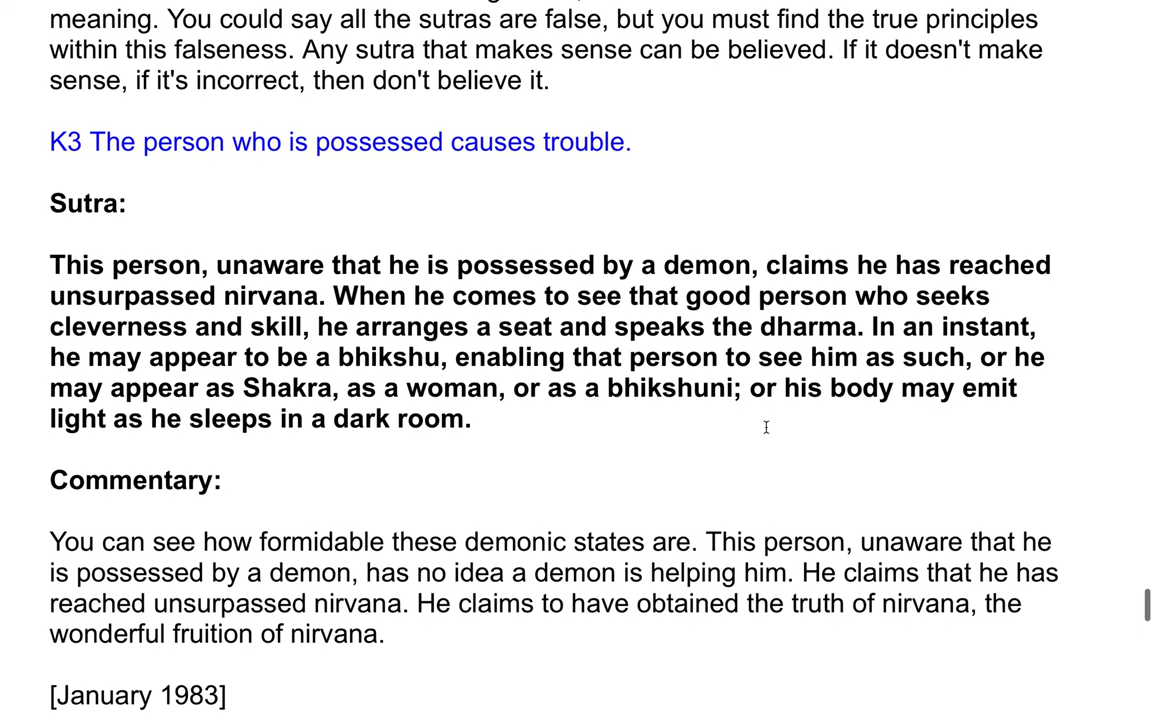 meaning. You could say all the sutras are false, but you must find the true principles
within this falseness. Any sutra that makes sense can be believed. If it doesn't make
sense, if it's incorrect, then don't believe it.
K3 The person who is possessed causes trouble.
Sutra:
This person, unaware that he is possessed by a demon, claims he has reached
unsurpassed nirvana. When he comes to see that good person who seeks
cleverness and skill, he arranges a seat and speaks the dharma. In an instant,
he may appear to be a bhikshu, enabling that person to see him as such, or he
may appear as Shakra, as a woman, or as a bhikshuni; or his body may emit
light as he sleeps in a dark room.
Commentary:
You can see how formidable these demonic states are. This person, unaware that he
is possessed by a demon, has no idea a demon is helping him. He claims that he has
reached unsurpassed nirvana. He claims to have obtained the truth of nirvana, the
wonderful fruition of nirvana.
[January 1983]